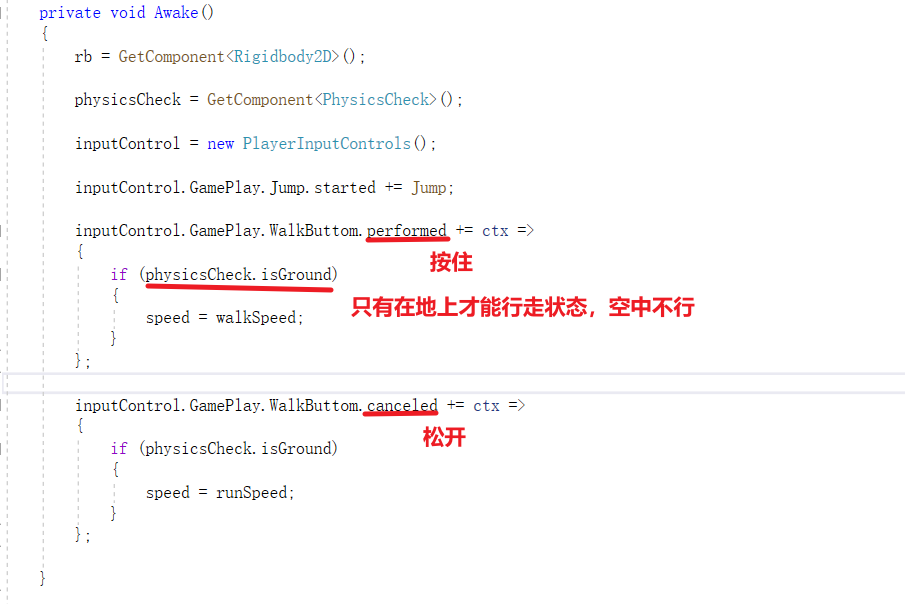 private void Awake()
{
rb = GetComponent<Rigidbody2D>();
physicsCheck = GetComponent<PhysicsCheck>();
inputControl = new PlayerInputControls();
inputControl.GamePlay.Jump.started += Jump;
inputControl.GamePlay.WalkButtom.performed += ctx =>
{
按住
if (physicsCheck.isGround)
{
只有在地上才能行走状态，空中不行
speed = walkSpeed;
}
};
inputControl.GamePlay.WalkButtom.canceled += ctx =>
{
松开
if (physicsCheck.isGround)
{
speed = runSpeed;
}
};
}